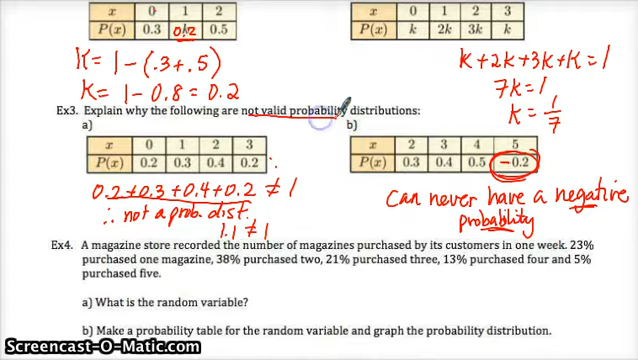 x 0 1 2
P(x) 0.3 0.2 0.5
x 0 1 2 3
P(x) k 2k 3k k
K = 1 - (.3 + .5)
K = 1 - 0.8 = 0.2
k + 2k + 3k + k = 1
7k = 1
k = 1/7
Ex3. Explain why the following are not valid probability distributions:
a)
b)
x 0 1 2 3
P(x) 0.2 0.3 0.4 0.2
x 2 3 4 5
P(x) 0.3 0.4 0.5 -0.2
0.2 + 0.3 + 0.4 + 0.2 ≠ 1
∴ not a prob. dist.
1.1 ≠ 1
Can never have a negative
probability
Ex4. A magazine store recorded the number of magazines purchased by its customers in one week. 23%
purchased one magazine, 38% purchased two, 21% purchased three, 13% purchased four and 5%
purchased five.
a) What is the random variable?
b) Make a probability table for the random variable and graph the probability distribution.
Screencast-O-Matic.com